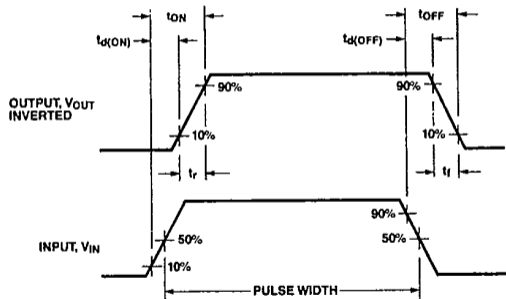 tON
tOFF
td(ON)
td(OFF)
OUTPUT, VOUT
INVERTED
90%
90%
10%
10%
tr
tf
INPUT, VIN
90%
50%
50%
10%
PULSE WIDTH